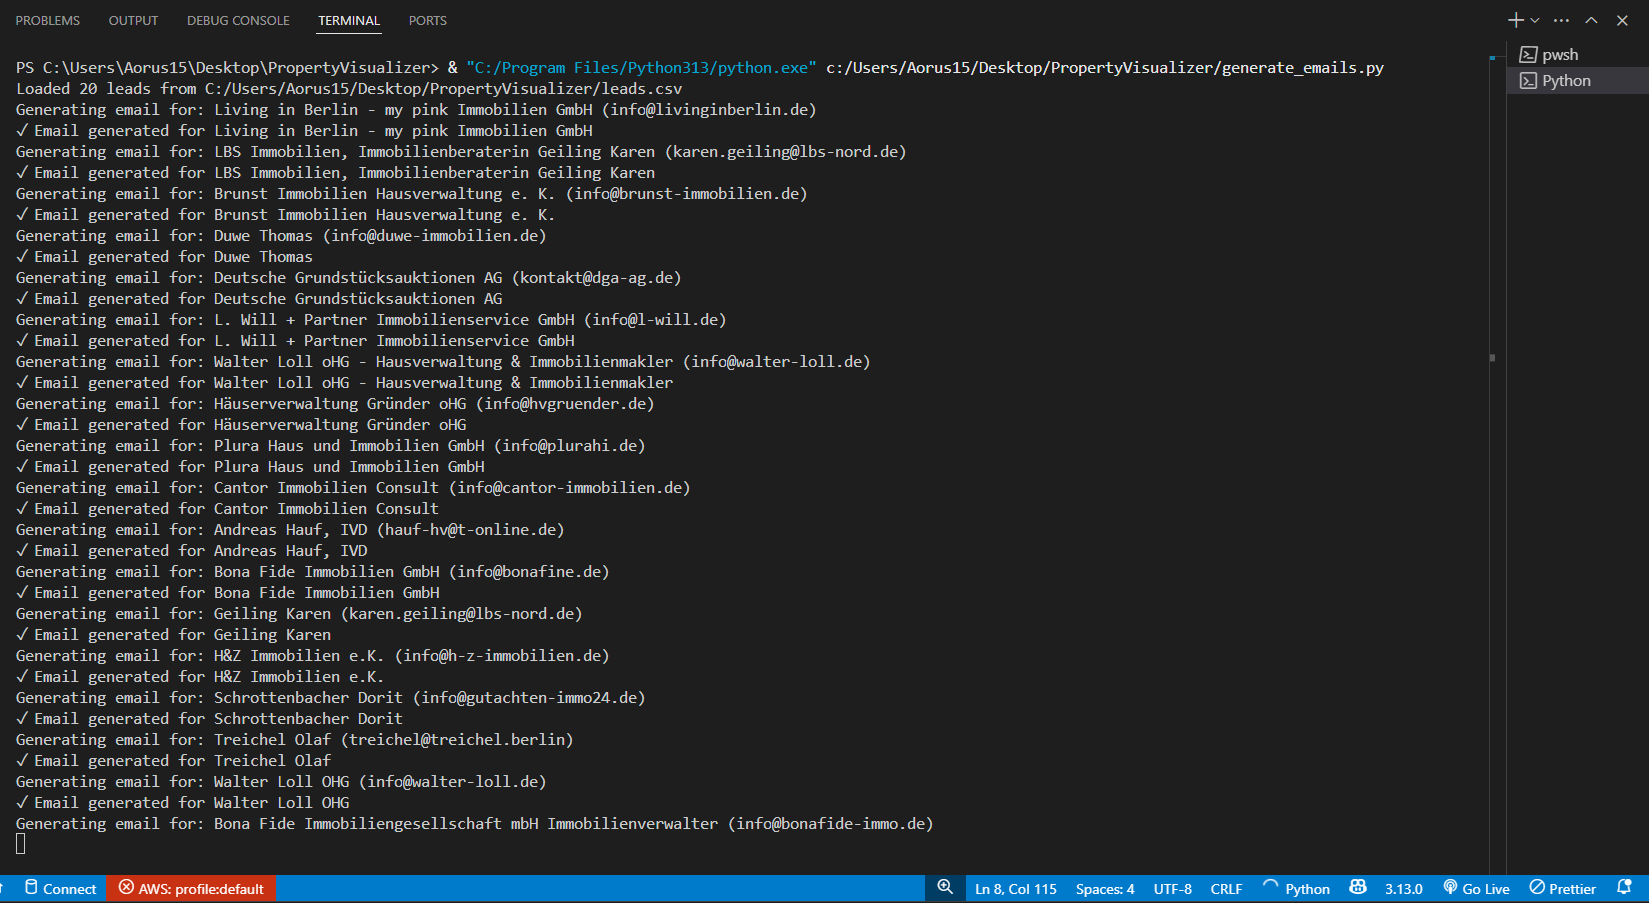 PROBLEMS OUTPUT DEBUG CONSOLE TERMINAL PORTS
pwsh
Python
PS C:\Users\Aorus15\Desktop\PropertyVisualizer> & "C:/Program Files/Python313/python.exe" c:/Users/Aorus15/Desktop/PropertyVisualizer/generate_emails.py
Loaded 20 leads from C:/Users/Aorus15/Desktop/PropertyVisualizer/leads.csv
Generating email for: Living in Berlin - my pink Immobilien GmbH (info@livinginberlin.de)
✓ Email generated for Living in Berlin - my pink Immobilien GmbH
Generating email for: LBS Immobilien, Immobilienberaterin Geiling Karen (karen.geiling@lbs-nord.de)
✓ Email generated for LBS Immobilien, Immobilienberaterin Geiling Karen
Generating email for: Brunst Immobilien Hausverwaltung e. K. (info@brunst-immobilien.de)
✓ Email generated for Brunst Immobilien Hausverwaltung e. K.
Generating email for: Duwe Thomas (info@duwe-immobilien.de)
✓ Email generated for Duwe Thomas
Generating email for: Deutsche Grundstücksauktionen AG (kontakt@dga-ag.de)
✓ Email generated for Deutsche Grundstücksauktionen AG
Generating email for: L. Will + Partner Immobilienservice GmbH (info@l-will.de)
✓ Email generated for L. Will + Partner Immobilienservice GmbH
Generating email for: Walter Loll oHG - Hausverwaltung & Immobilienmakler (info@walter-loll.de)
✓ Email generated for Walter Loll oHG - Hausverwaltung & Immobilienmakler
Generating email for: Häuserverwaltung Gründer oHG (info@hvgruender.de)
✓ Email generated for Häuserverwaltung Gründer oHG
Generating email for: Plura Haus und Immobilien GmbH (info@plurahi.de)
✓ Email generated for Plura Haus und Immobilien GmbH
Generating email for: Cantor Immobilien Consult (info@cantor-immobilien.de)
✓ Email generated for Cantor Immobilien Consult
Generating email for: Andreas Hauf, IVD (hauf-hv@t-online.de)
✓ Email generated for Andreas Hauf, IVD
Generating email for: Bona Fide Immobilien GmbH (info@bonafine.de)
✓ Email generated for Bona Fide Immobilien GmbH
Generating email for: Geiling Karen (karen.geiling@lbs-nord.de)
✓ Email generated for Geiling Karen
Generating email for: H&Z Immobilien e.K. (info@h-z-immobilien.de)
✓ Email generated for H&Z Immobilien e.K.
Generating email for: Schrottenbacher Dorit (info@gutachten-immo24.de)
✓ Email generated for Schrottenbacher Dorit
Generating email for: Treichel Olaf (treichel@treichel.berlin)
✓ Email generated for Treichel Olaf
Generating email for: Walter Loll OHG (info@walter-loll.de)
✓ Email generated for Walter Loll OHG
Generating email for: Bona Fide Immobiliengesellschaft mbH Immobilienverwalter (info@bonafide-immo.de)
Connect AWS: profile:default Ln 8, Col 115 Spaces: 4 UTF-8 CRLF Python 3.13.0 Go Live Prettier